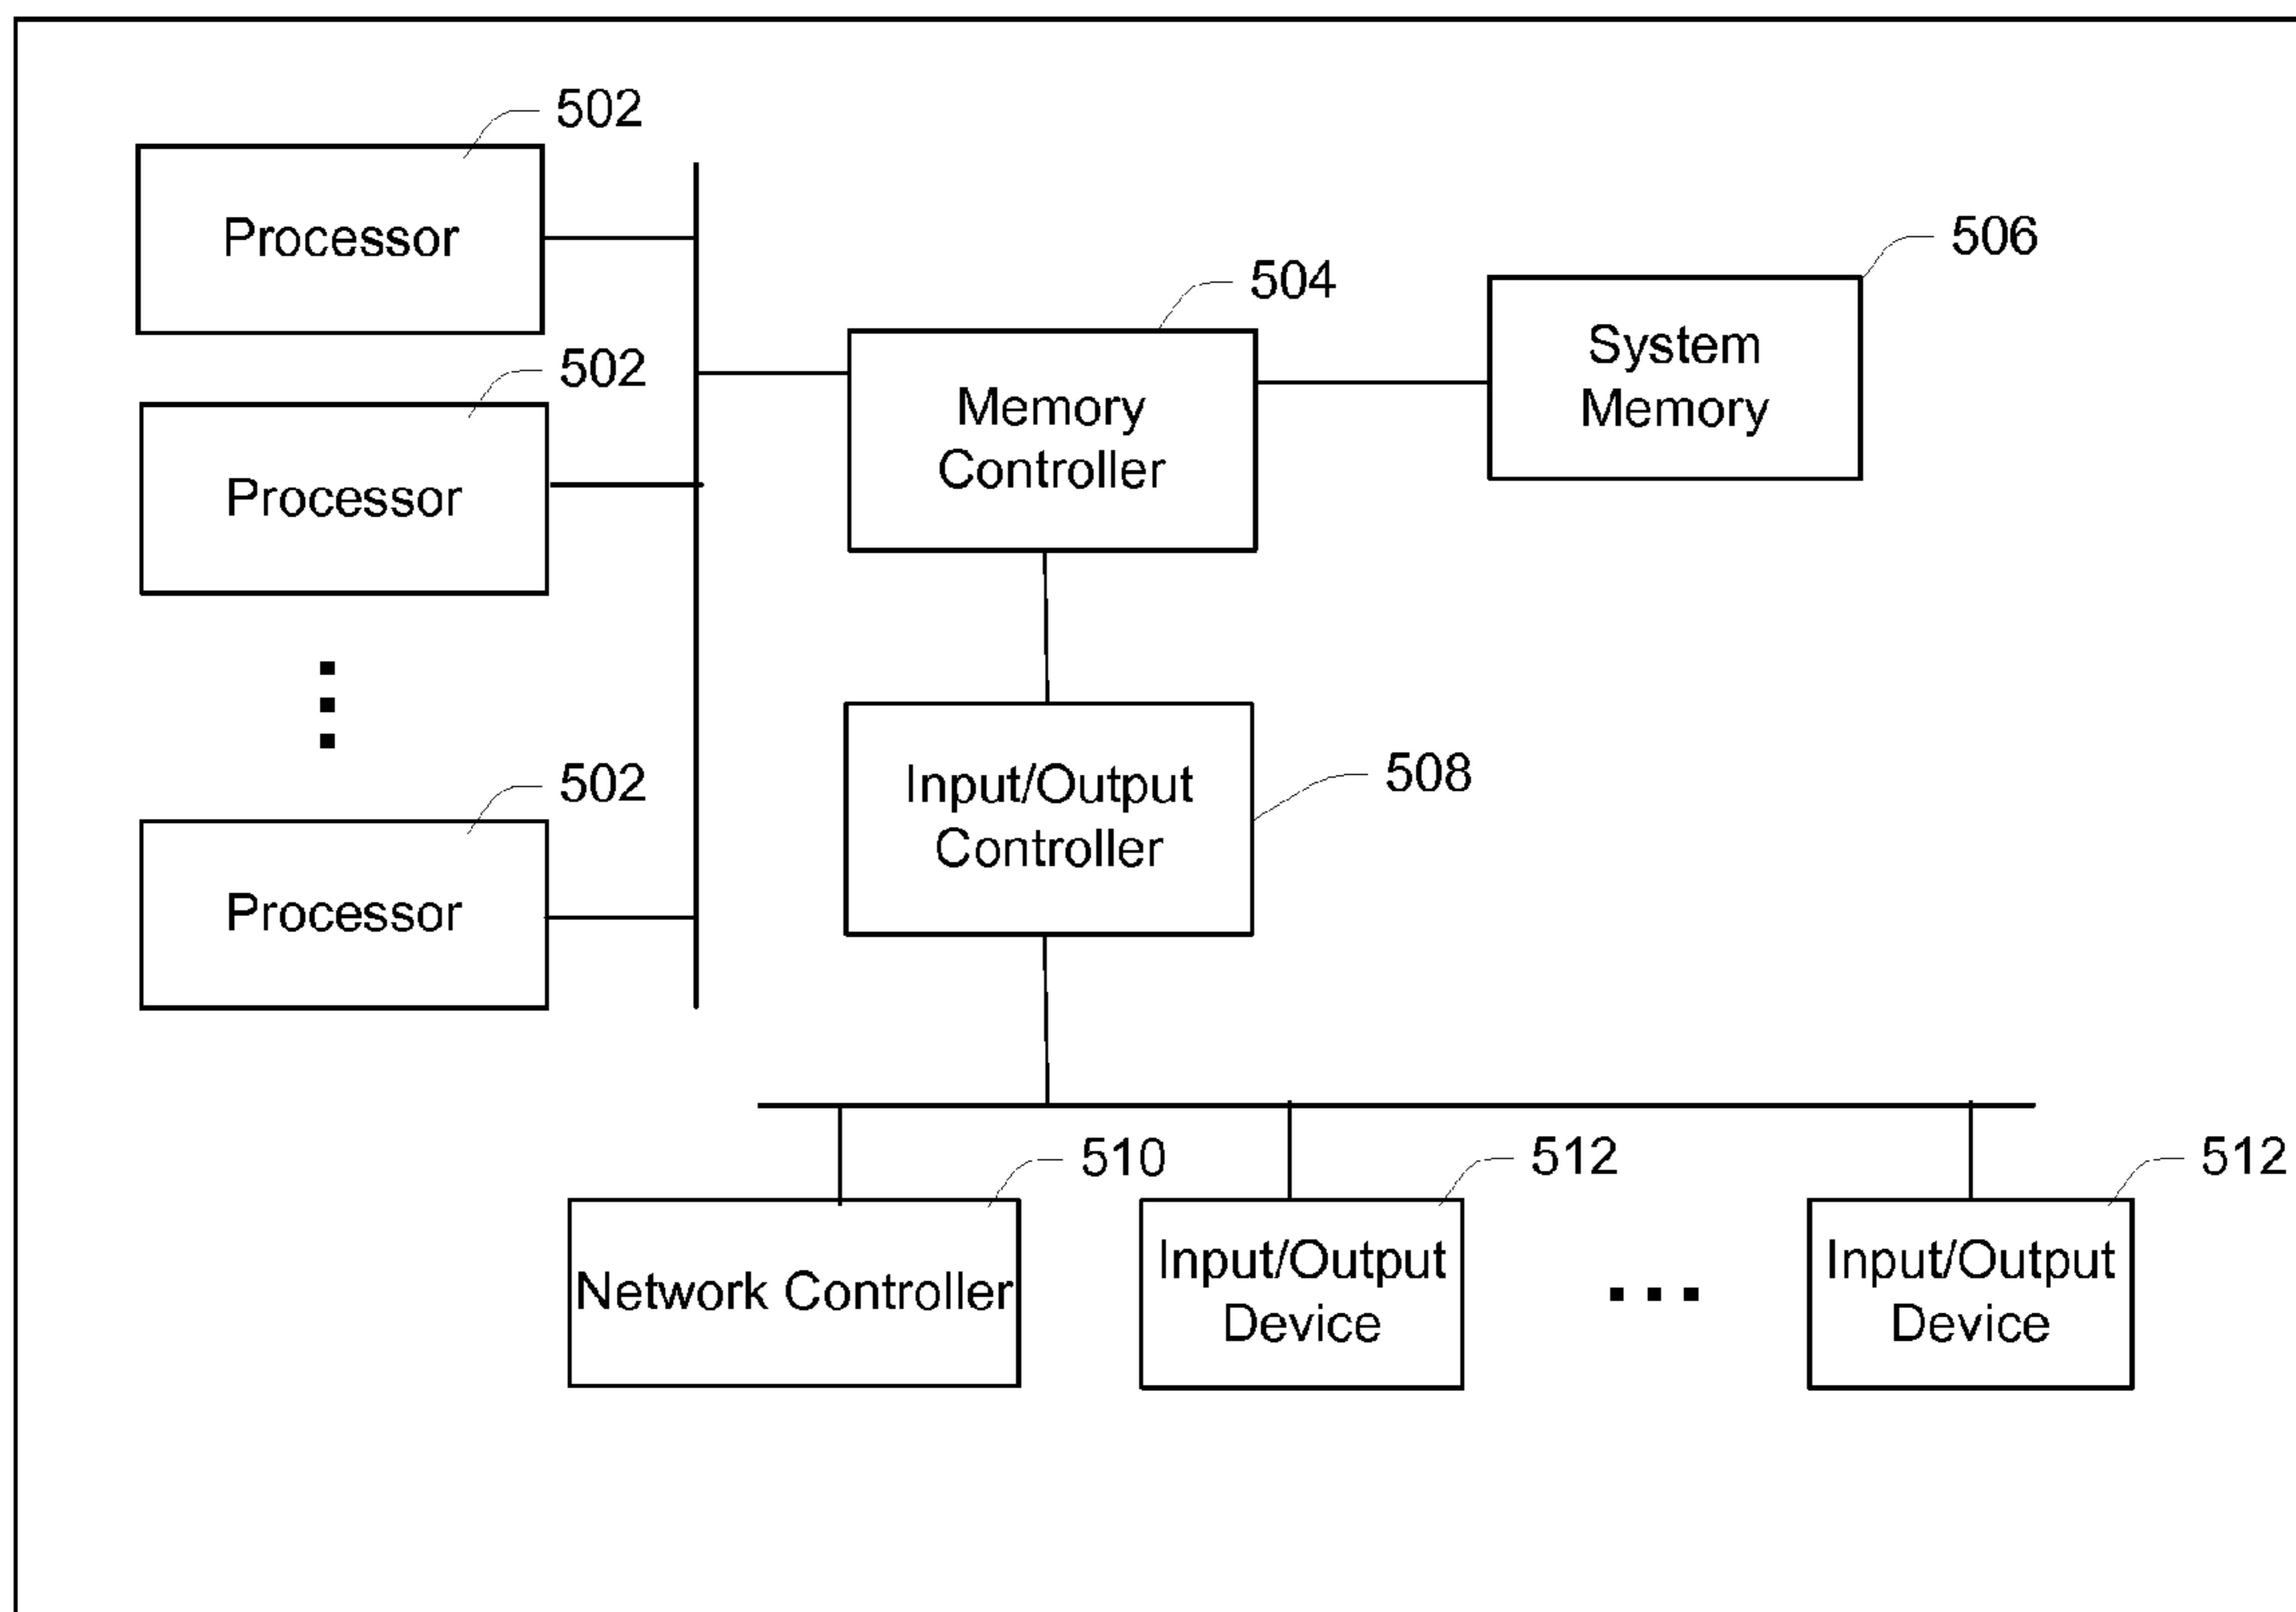 502
Processor
502
Processor
502
Processor
504
Memory
Controller
506
System
Memory
508
Input/Output
Controller
510
Network Controller
512
Input/Output
Device
512
Input/Output
Device